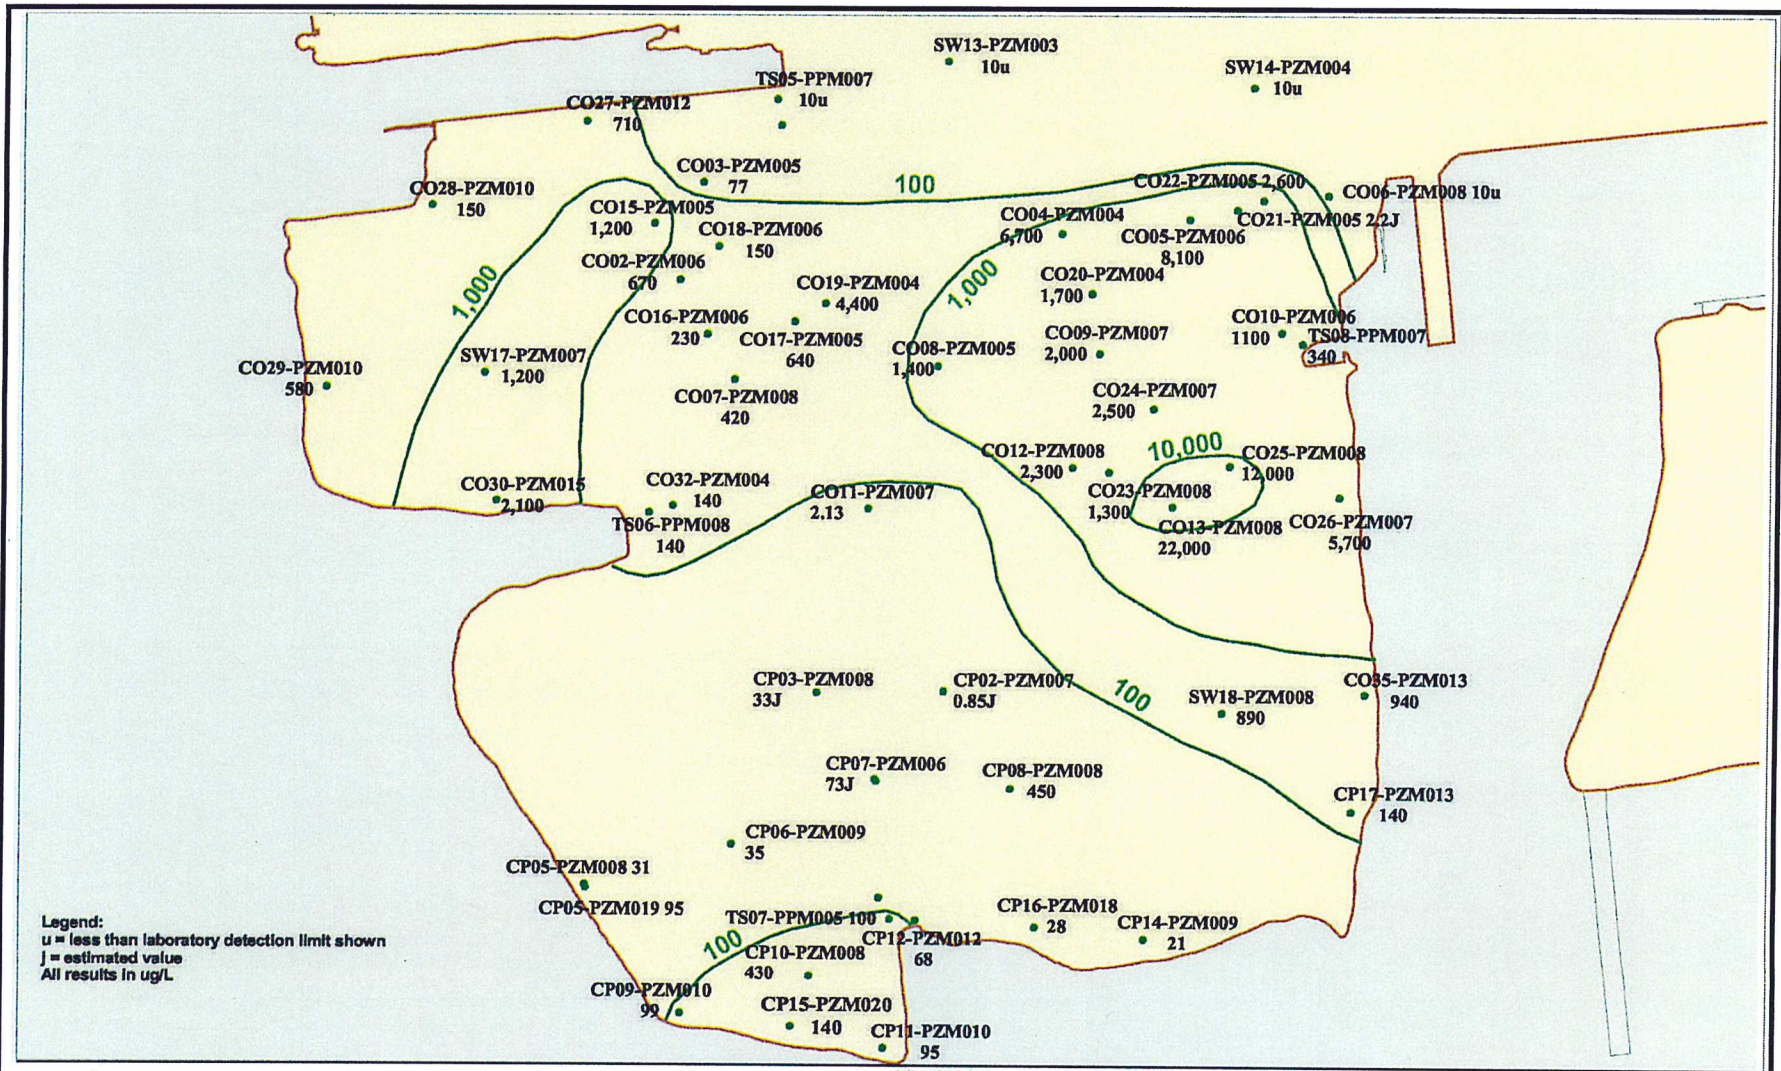 SW13-PZM003
10u
SW14-PZM004
10u
TS05-PPM007
10u
CO27-PZM012
710
CO03-PZM005
77
100
CO22-PZM005 2,600
CO06-PZM008 10u
CO28-PZM010
150
CO15-PZM005
1,200
CO18-PZM006
150
CO04-PZM004
6,700
CO21-PZM005 2.2J
CO05-PZM006
8,100
CO02-PZM006
670
1,000
CO19-PZM004
4,400
1,000
CO20-PZM004
1,700
CO16-PZM006
230
CO17-PZM005
640
CO08-PZM005
1,400
CO09-PZM007
2,000
CO10-PZM006
1100
TS08-PPM007
340
CO29-PZM010
580
SW17-PZM007
1,200
CO07-PZM008
420
CO24-PZM007
2,500
10,000
CO12-PZM008
2,300
CO25-PZM008
12,000
CO30-PZM015
2,100
CO32-PZM004
140
CO11-PZM007
2.13
CO23-PZM008
1,300
TS06-PPM008
140
CO13-PZM008
22,000
CO26-PZM007
5,700
CP03-PZM008
33J
CP02-PZM007
0.85J
100
SW18-PZM008
890
CO35-PZM013
940
CP07-PZM006
73J
CP08-PZM008
450
CP17-PZM013
140
CP06-PZM009
35
CP05-PZM008 31
CP05-PZM019 95
TS07-PPM005 100
CP16-PZM018
28
CP14-PZM009
21
100
CP12-PZM012
68
CP10-PZM008
430
CP09-PZM010
99
CP15-PZM020
140
CP11-PZM010
95
Legend:
u = less than laboratory detection limit shown
j = estimated value
All results in ug/L